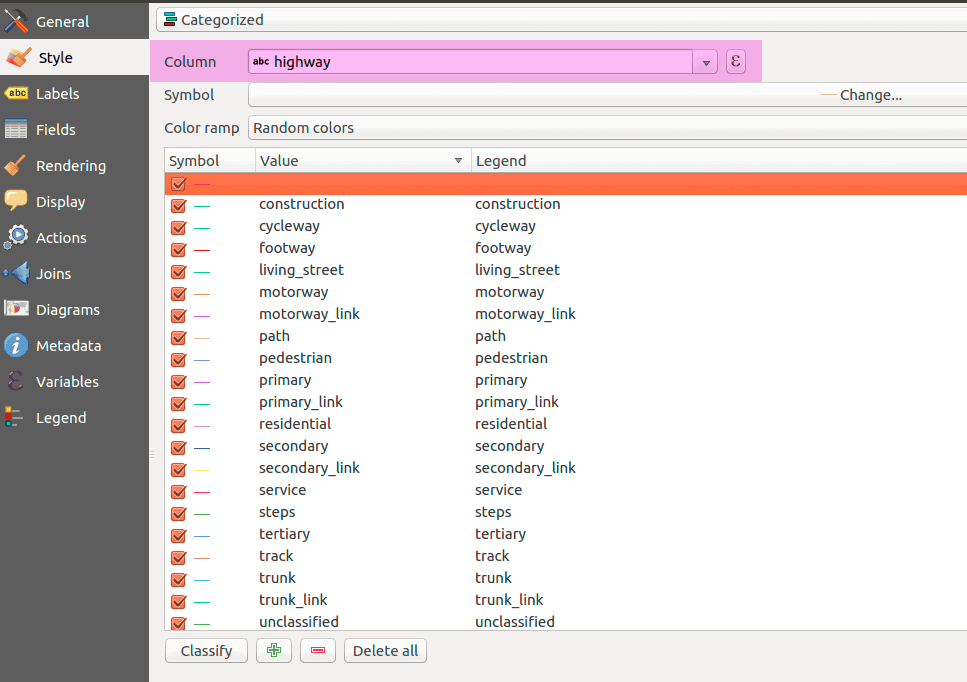 General
Style
Labels
Fields
Rendering
Display
Actions
Joins
Diagrams
Metadata
Variables
Legend
Categorized
Column abc highway ε
Symbol Change...
Color ramp Random colors
Symbol Value Legend
construction construction
cycleway cycleway
footway footway
living_street living_street
motorway motorway
motorway_link motorway_link
path path
pedestrian pedestrian
primary primary
primary_link primary_link
residential residential
secondary secondary
secondary_link secondary_link
service service
steps steps
tertiary tertiary
track track
trunk trunk
trunk_link trunk_link
unclassified unclassified
Classify Delete all